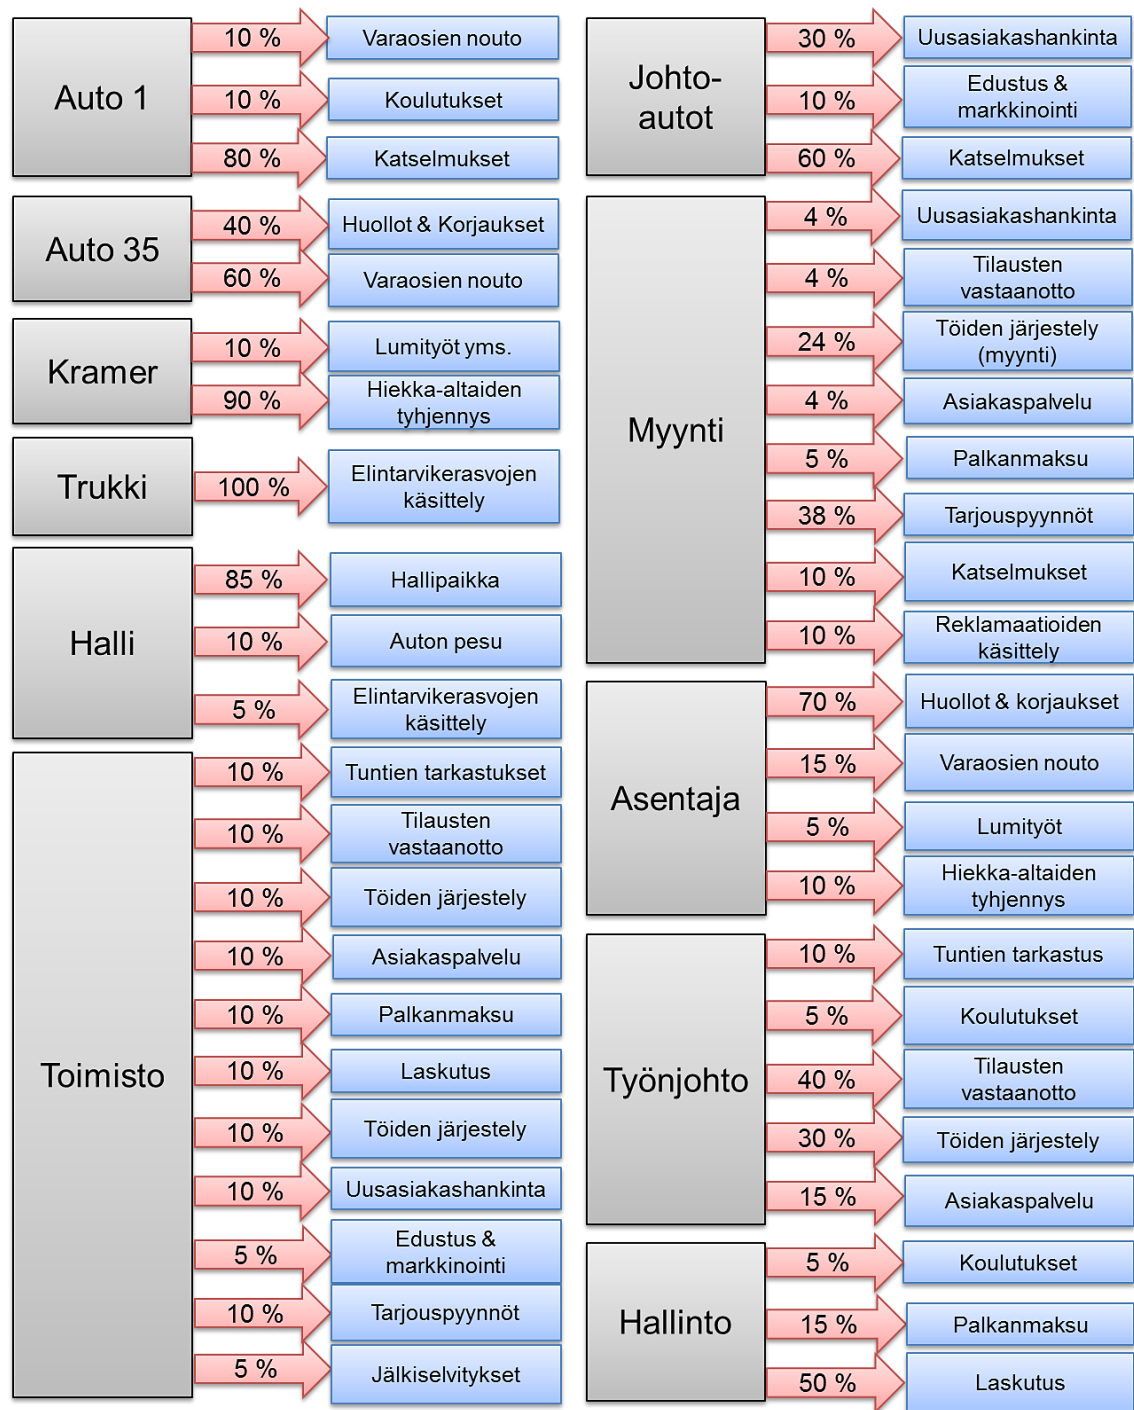 Auto 1
10 %
Varaosien nouto
10 %
Koulutukset
80 %
Katselmukset
Auto 35
40 %
Huollot & Korjaukset
60 %
Varaosien nouto
Kramer
10 %
Lumityöt yms.
90 %
Hiekka-altaiden
tyhjennys
Trukki
100 %
Elintarvikerasvojen
käsittely
Halli
85 %
Hallipaikka
10 %
Auton pesu
5 %
Elintarvikerasvojen
käsittely
Toimisto
10 %
Tuntien tarkastukset
10 %
Tilausten
vastaanotto
10 %
Töiden järjestely
10 %
Asiakaspalvelu
10 %
Palkanmaksu
10 %
Laskutus
10 %
Töiden järjestely
10 %
Uusasiakashankinta
5 %
Edustus &
markkinointi
10 %
Tarjouspyynnöt
5 %
Jälkiselvitykset
Johto-
autot
30 %
Uusasiakashankinta
10 %
Edustus &
markkinointi
60 %
Katselmukset
Myynti
4 %
Uusasiakashankinta
4 %
Tilausten
vastaanotto
24 %
Töiden järjestely
(myynti)
4 %
Asiakaspalvelu
5 %
Palkanmaksu
38 %
Tarjouspyynnöt
10 %
Katselmukset
10 %
Reklamaatioiden
käsittely
Asentaja
70 %
Huollot & korjaukset
15 %
Varaosien nouto
5 %
Lumityöt
10 %
Hiekka-altaiden
tyhjennys
Työnjohto
10 %
Tuntien tarkastus
5 %
Koulutukset
40 %
Tilausten
vastaanotto
30 %
Töiden järjestely
15 %
Asiakaspalvelu
Hallinto
5 %
Koulutukset
15 %
Palkanmaksu
50 %
Laskutus